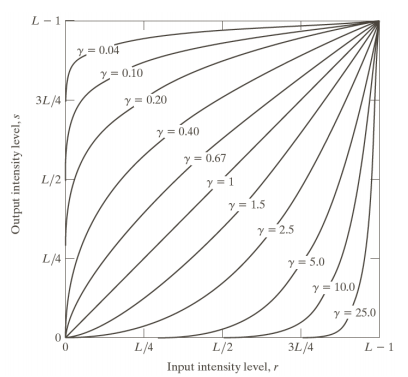 L − 1
γ = 0.04
γ = 0.10
3L/4
γ = 0.20
γ = 0.40
γ = 0.67
L/2
γ = 1
γ = 1.5
γ = 2.5
L/4
γ = 5.0
γ = 10.0
γ = 25.0
0
0
L/4
L/2
3L/4
L − 1
Output intensity level, s
Input intensity level, r